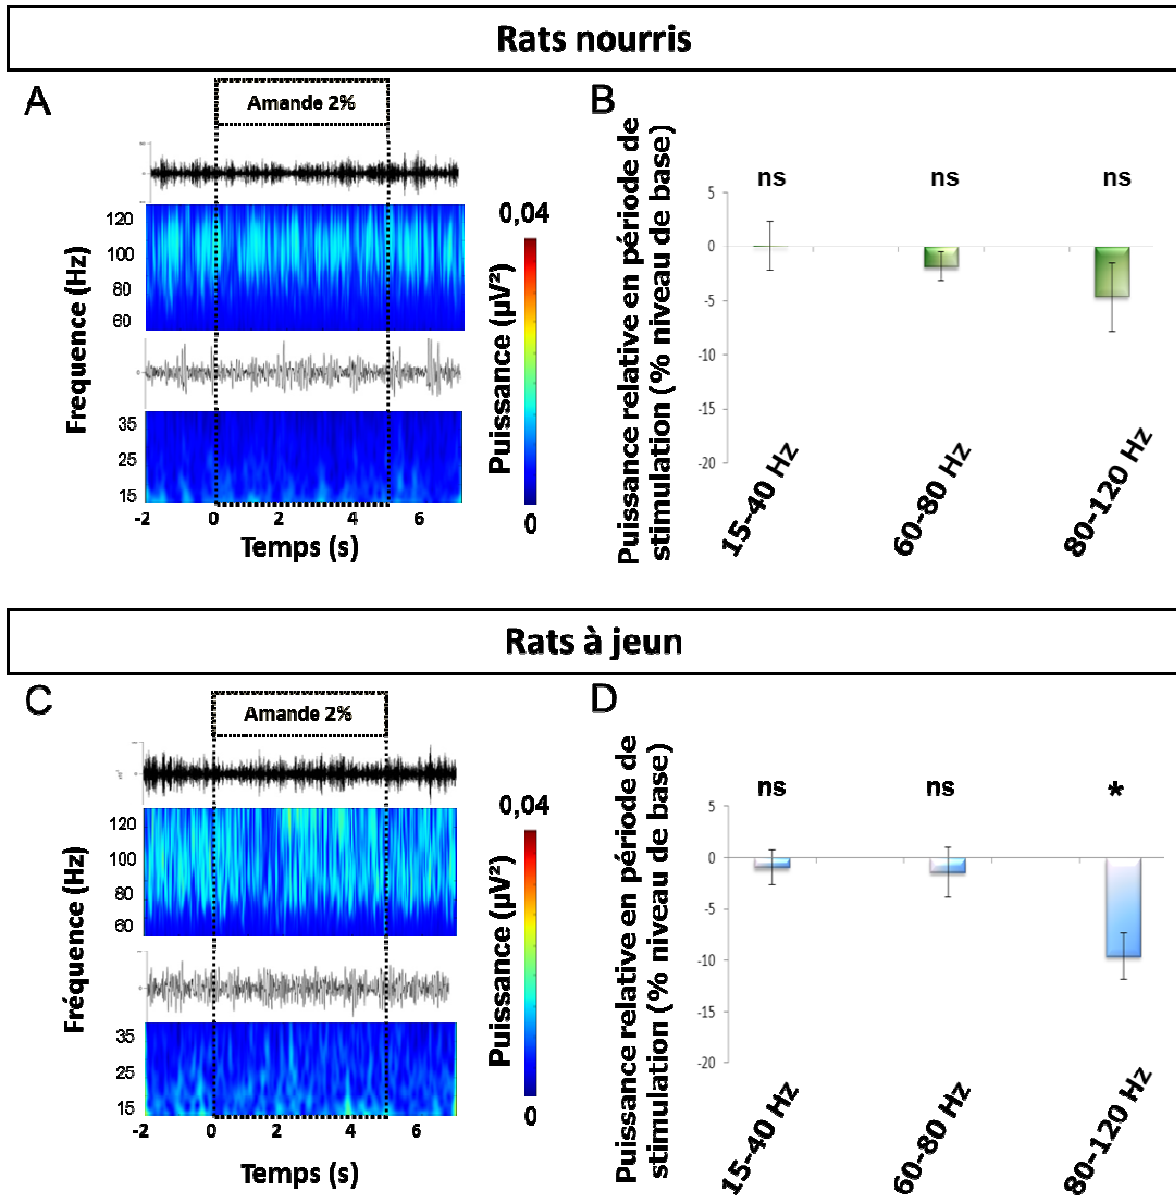 Rats nourris
A
Amande 2%
120
100
80
60
35
25
15
-2 0 2 4 6
Temps (s)
Frequence (Hz)
0,04
Puissance (µV²)
0
B
Puissance relative en période de
stimulation (% niveau de base)
ns ns ns
5
0
-5
-10
-15
-20
15-40 Hz
60-80 Hz
80-120 Hz
Rats à jeun
C
Amande 2%
120
100
80
60
35
25
15
-2 0 2 4 6
Temps (s)
Fréquence (Hz)
0,04
Puissance (µV²)
0
D
Puissance relative en période de
stimulation (% niveau de base)
ns ns *
5
0
-5
-10
-15
-20
15-40 Hz
60-80 Hz
80-120 Hz